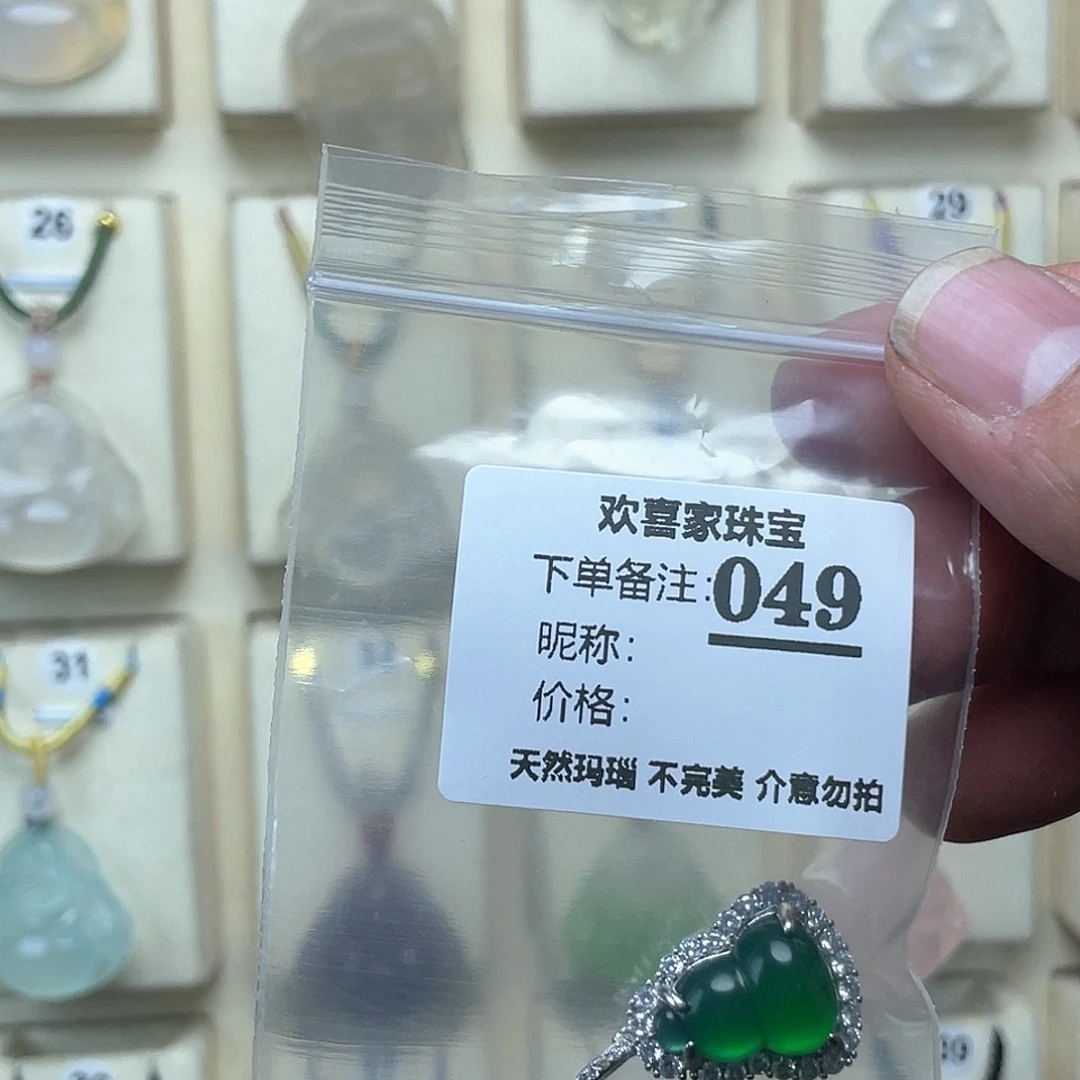 26
29
欢喜家珠宝
下单备注:049
昵称:
价格:
31
天然玛瑙 不完美 介意勿拍